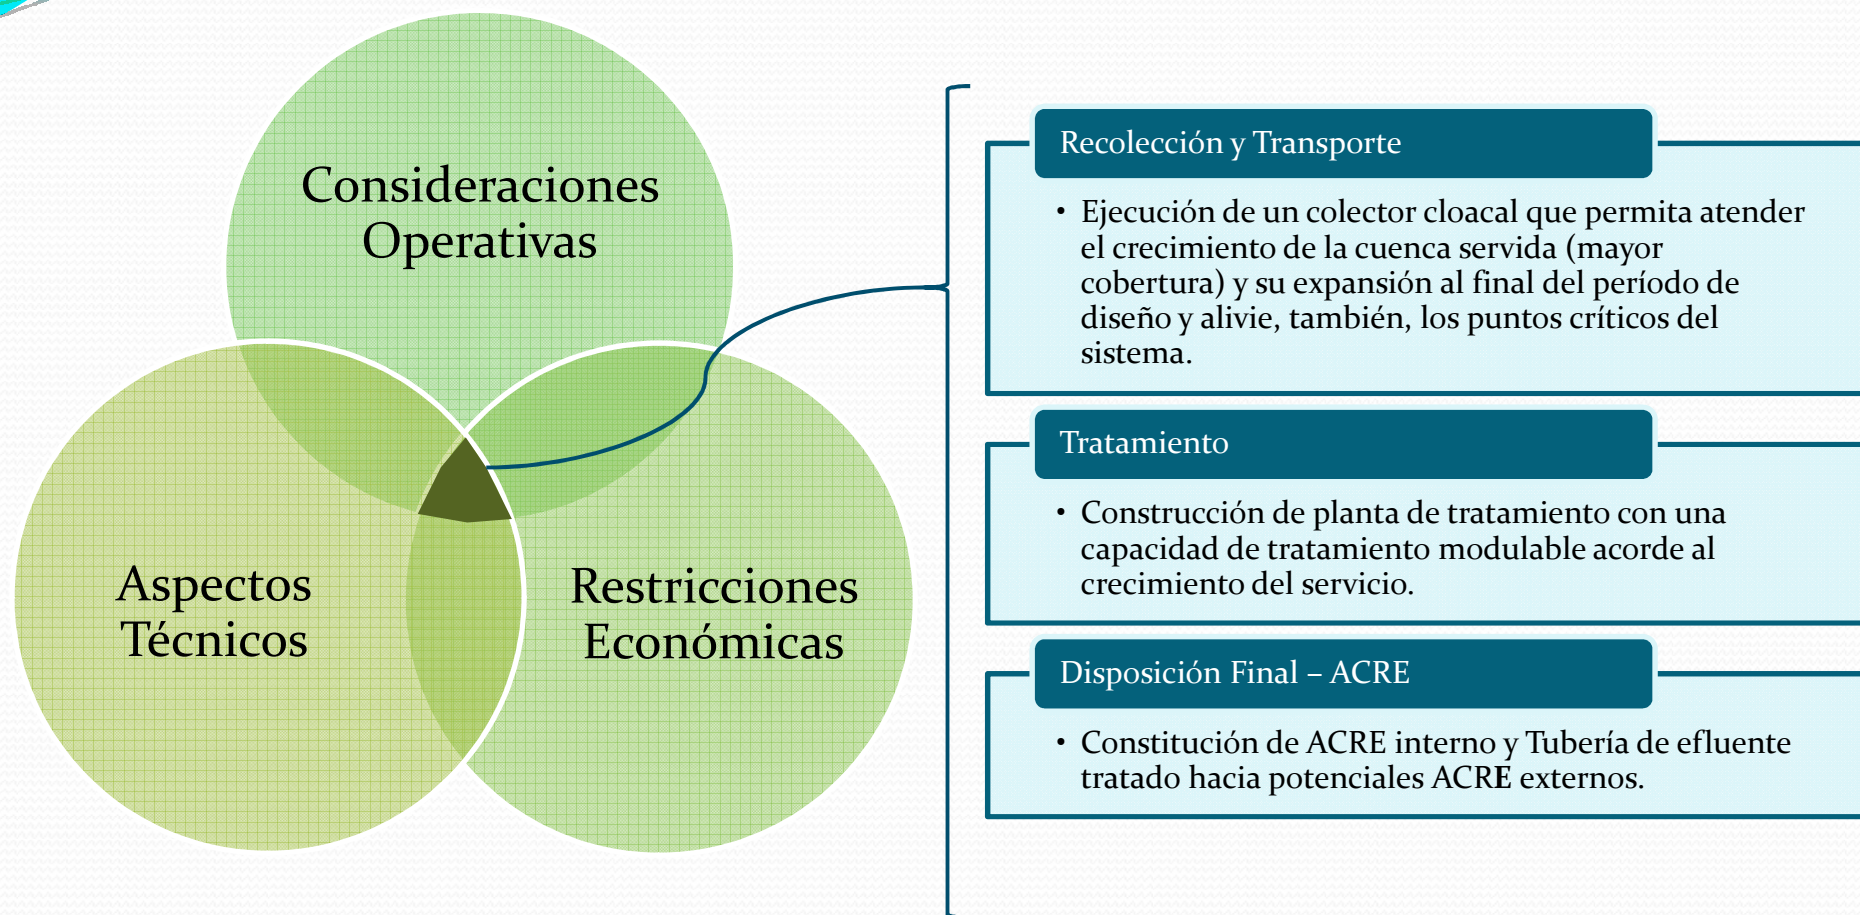 Consideraciones
Operativas
Aspectos
Técnicos
Restricciones
Económicas
Recolección y Transporte
• Ejecución de un colector cloacal que permita atender
el crecimiento de la cuenca servida (mayor
cobertura) y su expansión al final del período de
diseño y alivie, también, los puntos críticos del
sistema.
Tratamiento
• Construcción de planta de tratamiento con una
capacidad de tratamiento modulable acorde al
crecimiento del servicio.
Disposición Final – ACRE
• Constitución de ACRE interno y Tubería de efluente
tratado hacia potenciales ACRE externos.